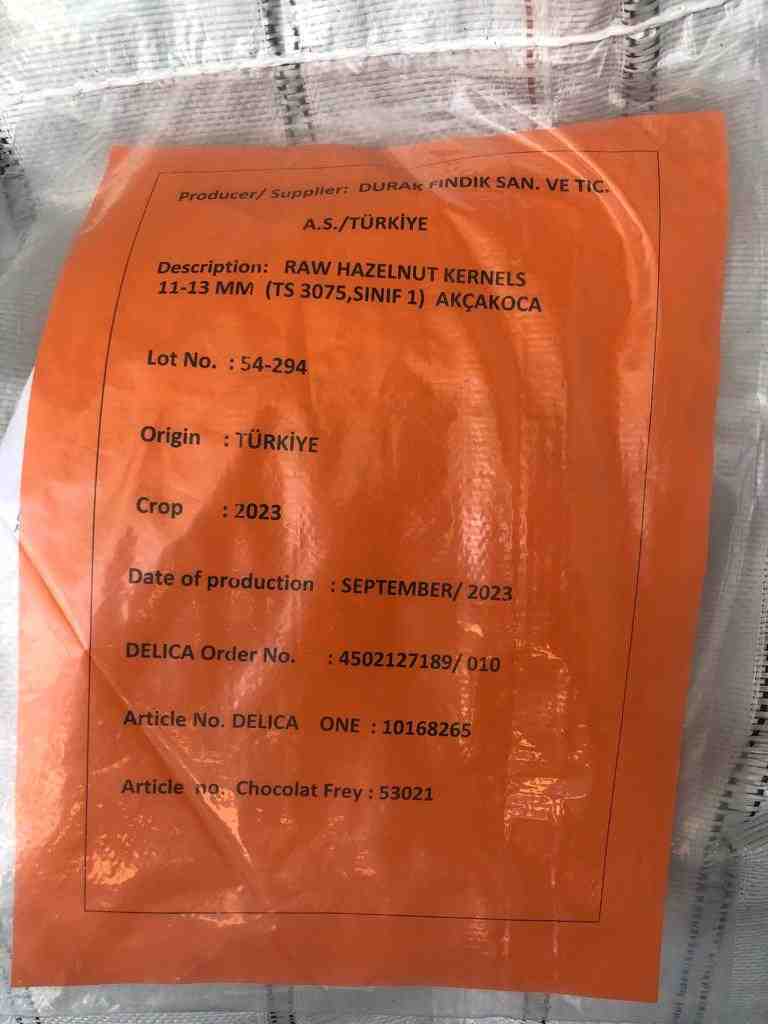 Producer/ Supplier: DURAK FINDIK SAN. VE TIC.
A.S./TÜRKİYE
Description: RAW HAZELNUT KERNELS
11-13 MM (TS 3075,SINIF 1) AKÇAKOCA
Lot No. : 54-294
Origin : TÜRKİYE
Crop : 2023
Date of production : SEPTEMBER/ 2023
DELICA Order No. : 4502127189/ 010
Article No. DELICA ONE : 10168265
Article no. Chocolat Frey : 53021